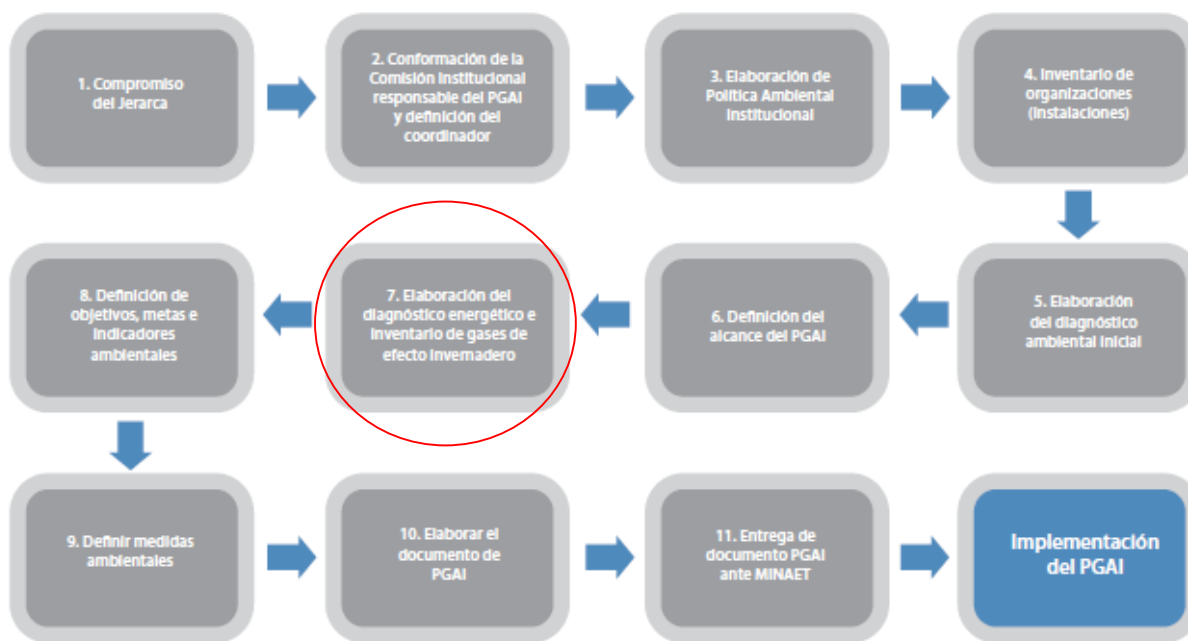 1. Compromiso
del Jerarca
2. Conformación de la
Comisión Institucional
responsable del PGAI
y definición del
coordinador
3. Elaboración de
Política Ambiental
Institucional
4. Inventario de
organizaciones
(instalaciones)
5. Elaboración
del diagnóstico
ambiental inicial
6. Definición del
alcance del PGAI
7. Elaboración del
diagnóstico energético e
inventario de gases de
efecto invernadero
8. Definición de
objetivos, metas e
indicadores
ambientales
9. Definir medidas
ambientales
10. Elaborar el
documento de
PGAI
11. Entrega de
documento PGAI
ante MINAET
Implementación
del PGAI